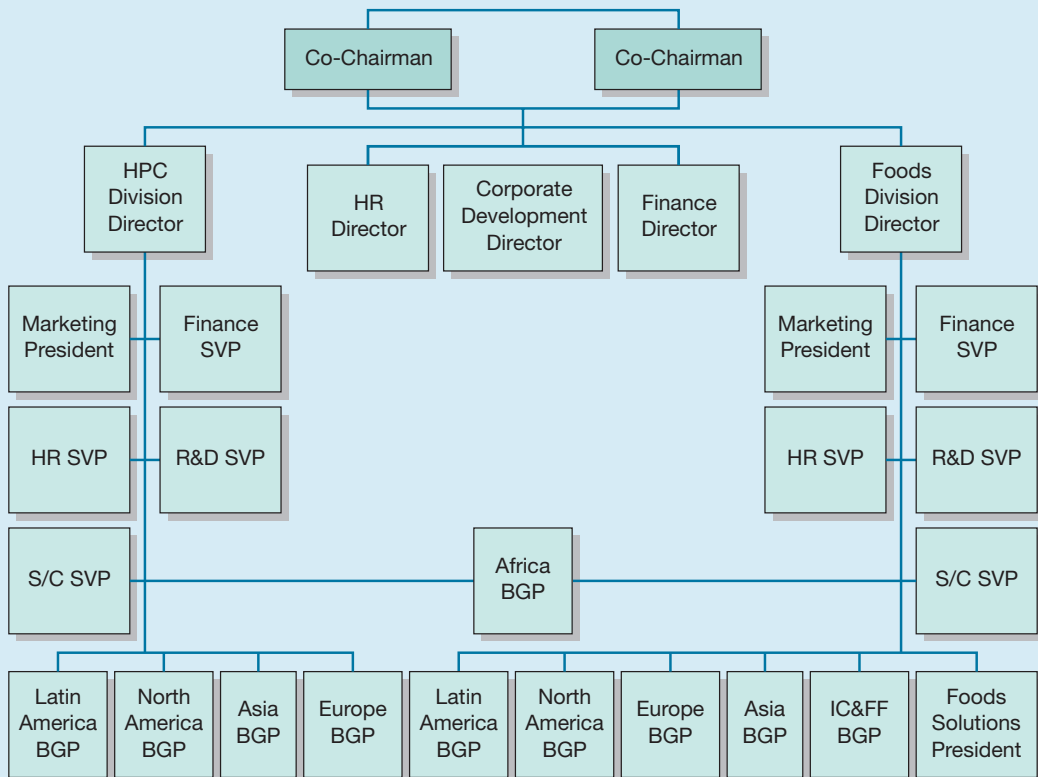 Co-Chairman
Co-Chairman
HPC
Division
Director
HR
Director
Corporate
Development
Director
Finance
Director
Foods
Division
Director
Marketing
President
Finance
SVP
Marketing
President
Finance
SVP
HR SVP
R&D SVP
HR SVP
R&D SVP
S/C SVP
Africa
BGP
S/C SVP
Latin
America
BGP
North
America
BGP
Asia
BGP
Europe
BGP
Latin
America
BGP
North
America
BGP
Europe
BGP
Asia
BGP
IC&FF
BGP
Foods
Solutions
President